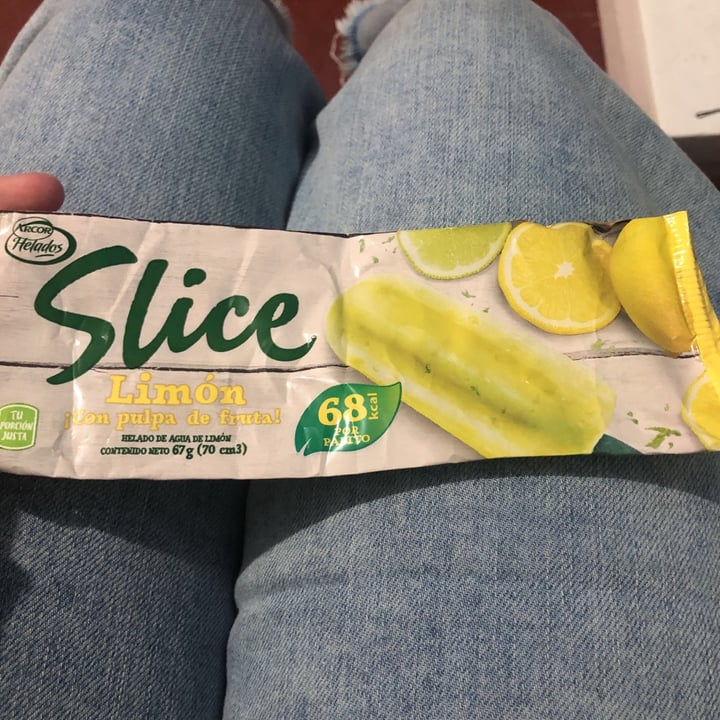 ARCOR
Helados
Slice
Limón
¡Con pulpa de fruta!
HELADO DE AGUA DE LIMÓN
CONTENIDO NETO 67g (70 cm3)
TU
PORCIÓN
JUSTA
68 kcal
POR
PALITO